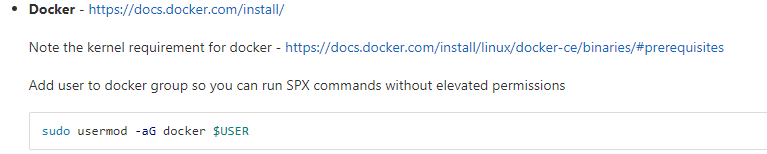 Docker - https://docs.docker.com/install/
Note the kernel requirement for docker - https://docs.docker.com/install/linux/docker-ce/binaries/#prerequisites
Add user to docker group so you can run SPX commands without elevated permissions
sudo usermod -aG docker $USER